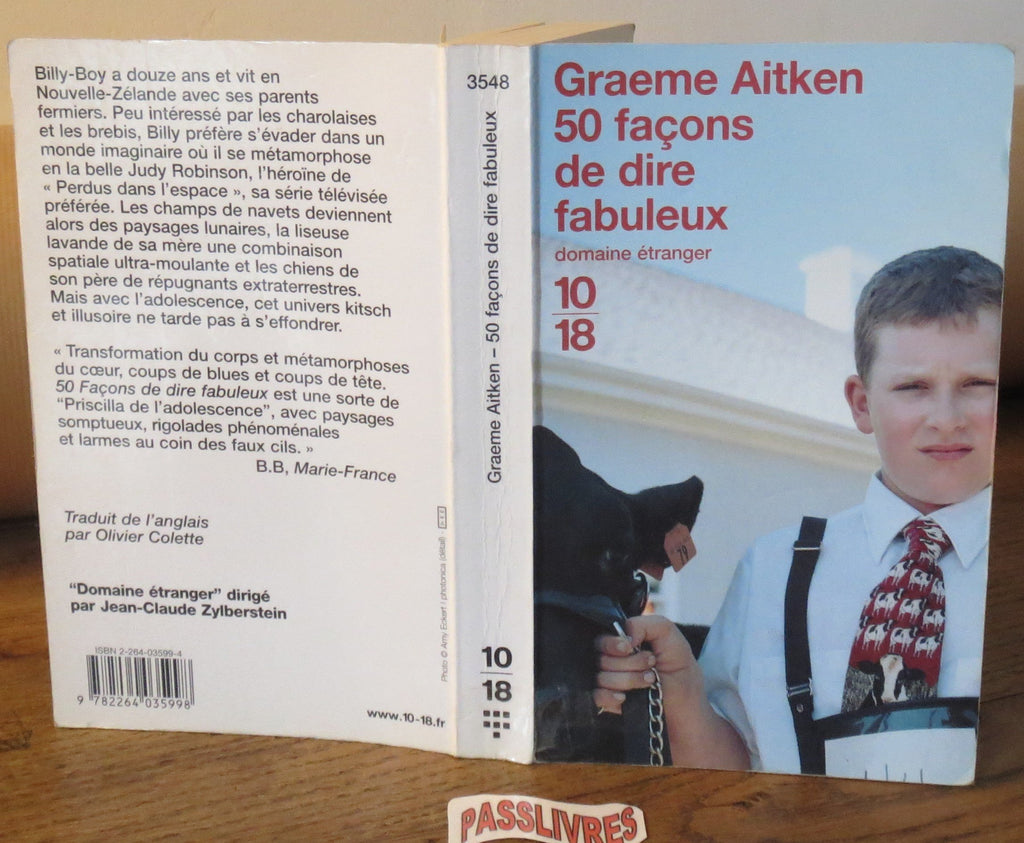 Billy-Boy a douze ans et vit en
Nouvelle-Zélande avec ses parents
fermiers. Peu intéressé par les charolaises
et les brebis, Billy préfère s'évader dans un
monde imaginaire où il se métamorphose
en la belle Judy Robinson, l'héroïne de
« Perdus dans l'espace », sa série télévisée
préférée. Les champs de navets deviennent
alors des paysages lunaires, la liseuse
lavande de sa mère une combinaison
spatiale ultra-moulante et les chiens de
son père de répugnants extraterrestres.
Mais avec l'adolescence, cet univers kitsch
et illusoire ne tarde pas à s'effondrer.
« Transformation du corps et métamorphoses
du cœur, coups de blues et coups de tête.
50 Façons de dire fabuleux est une sorte de
"Priscilla de l'adolescence", avec paysages
somptueux, rigolades phénoménales
et larmes au coin des faux cils. »
B.B, Marie-France
Traduit de l'anglais
par Olivier Colette
"Domaine étranger" dirigé
par Jean-Claude Zylberstein
ISBN 2-264-03599-4
9 782264 035998
www.10-18.fr
Photo © Amy Eckert / photonica (détail)
3548
Graeme Aitken – 50 façons de dire fabuleux
10
18
Graeme Aitken
50 façons
de dire
fabuleux
domaine étranger
10
18
79
PASSLIVRES